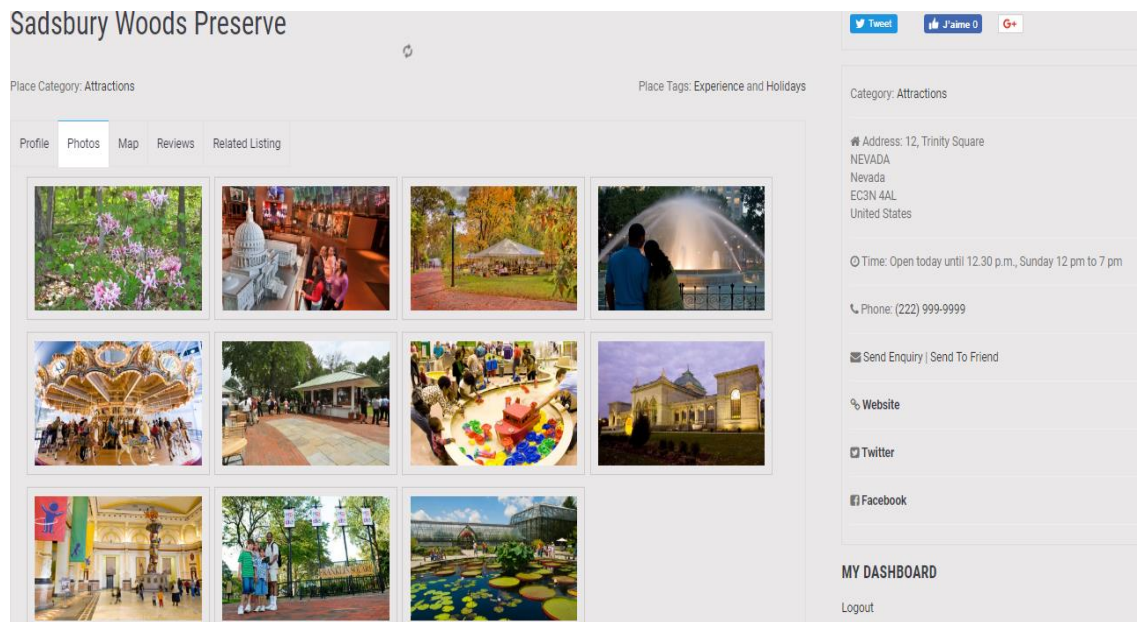 Sadsbury Woods Preserve
Place Category: Attractions
Place Tags: Experience and Holidays
Profile Photos Map Reviews Related Listing
FRANKLIN SQUARE
Tweet J'aime 0 G+
Category: Attractions
Address: 12, Trinity Square
NEVADA
Nevada
EC3N 4AL
United States
Time: Open today until 12.30 p.m., Sunday 12 pm to 7 pm
Phone: (222) 999-9999
Send Enquiry | Send To Friend
Website
Twitter
Facebook
MY DASHBOARD
Logout